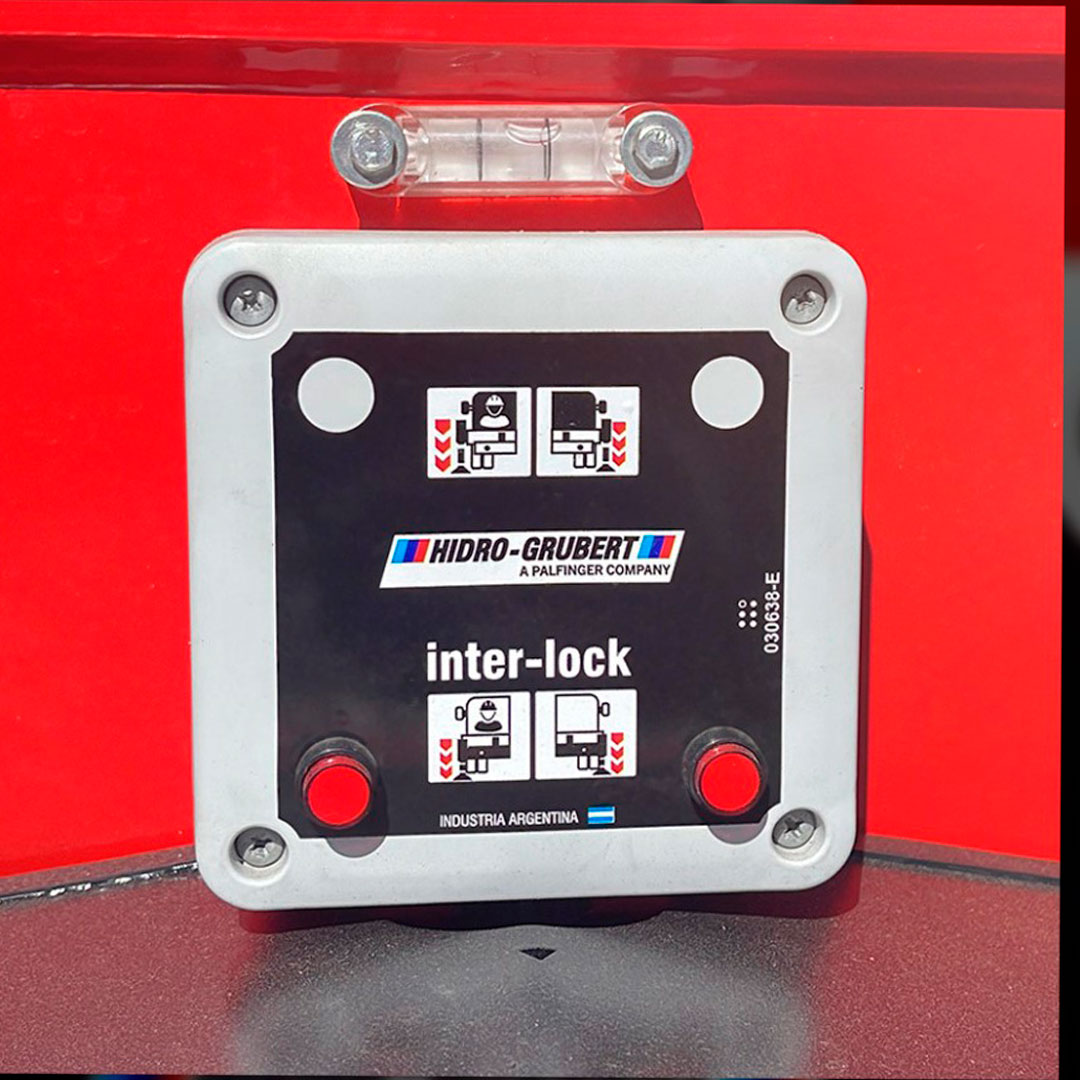 HIDRO-GRUBERT
A PALFINGER COMPANY
030638-E
inter-lock
INDUSTRIA ARGENTINA